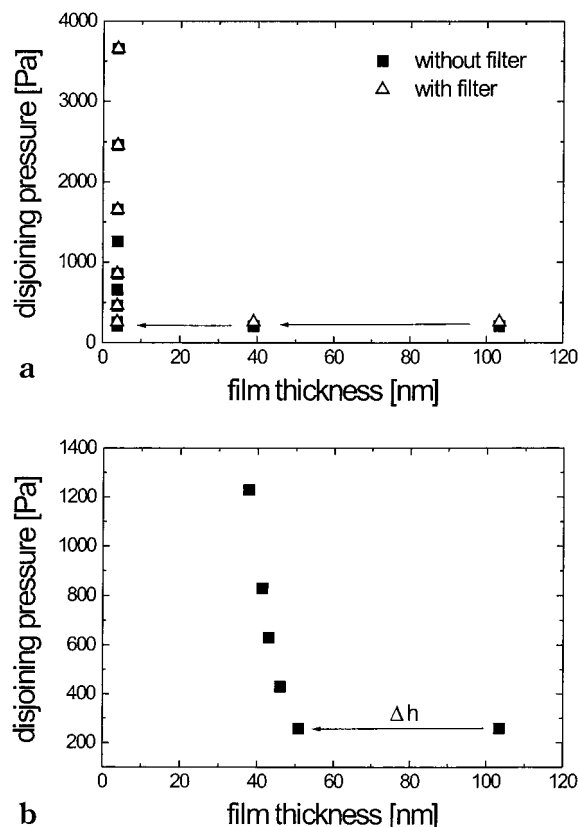 4000
3000
2000
1000
0
disjoining pressure [Pa]
without filter
with filter
0 20 40 60 80 100 120
film thickness [nm]
a
1400
1200
1000
800
600
400
200
disjoining pressure [Pa]
Δh
0 20 40 60 80 100 120
film thickness [nm]
b